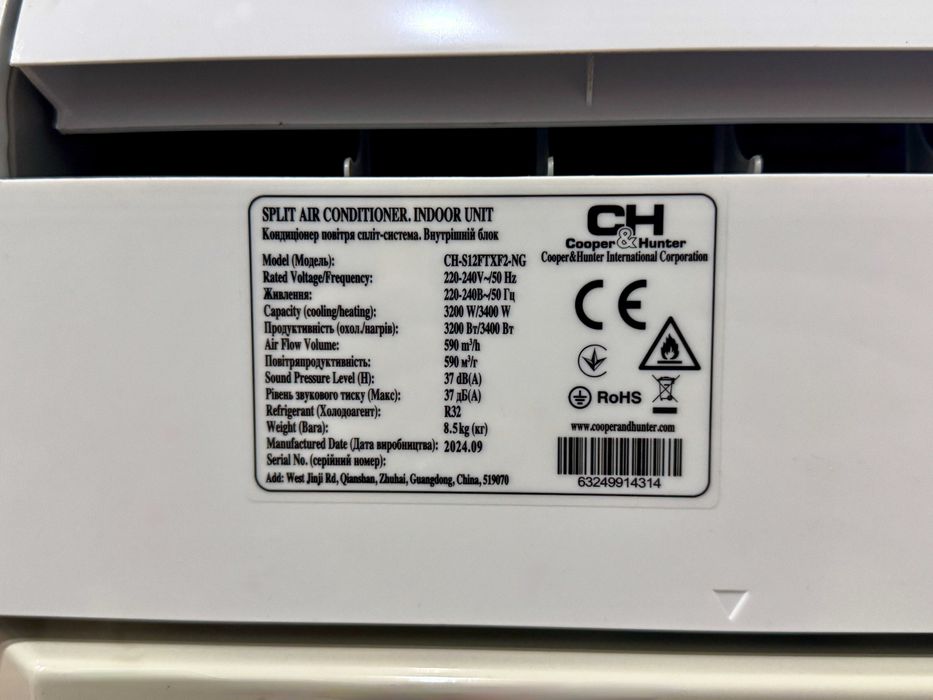 SPLIT AIR CONDITIONER. INDOOR UNIT
Кондиціонер повітря спліт-система. Внутрішній блок
Model (Модель): CH-S12FTXF2-NG
Rated Voltage/Frequency: 220-240V~/50 Hz
Живлення: 220-240В~/50 Гц
Capacity (cooling/heating): 3200 W/3400 W
Продуктивність (охол./нагрів): 3200 Вт/3400 Вт
Air Flow Volume: 590 m³/h
Повітряпродуктивність: 590 м³/г
Sound Pressure Level (H): 37 dB(A)
Рівень звукового тиску (Макс): 37 дБ(А)
Refrigerant (Холодоагент): R32
Weight (Вага): 8.5 kg (кг)
Manufactured Date (Дата виробництва): 2024.09
Serial No. (серійний номер):
Add: West Jinji Rd, Qianshan, Zhuhai, Guangdong, China, 519070
CH
Cooper&Hunter
Cooper&Hunter International Corporation
CE
RoHS
www.cooperandhunter.com
63249914314